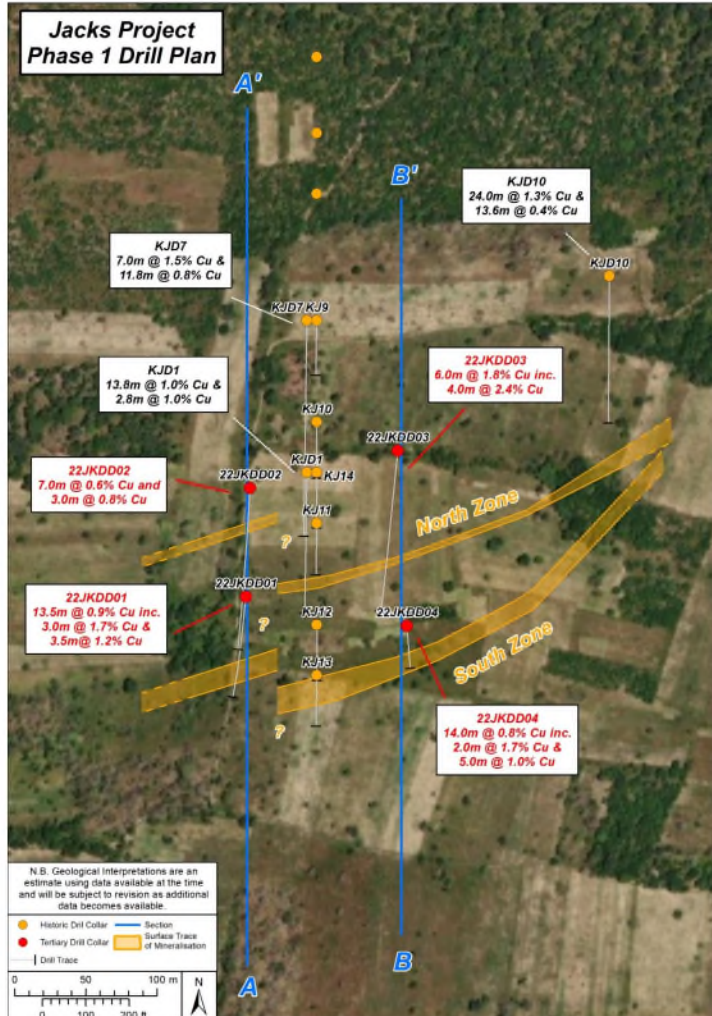 Jacks Project
Phase 1 Drill Plan
A'
B'
KJD10
24.0m @ 1.3% Cu &
13.6m @ 0.4% Cu
KJD7
7.0m @ 1.5% Cu &
11.8m @ 0.8% Cu
KJD10
KJD7
KJ9
KJD1
13.8m @ 1.0% Cu &
2.8m @ 1.0% Cu
22JKDD03
6.0m @ 1.8% Cu inc.
4.0m @ 2.4% Cu
KJ10
22JKDD03
22JKDD02
7.0m @ 0.6% Cu and
3.0m @ 0.8% Cu
22JKDD02
KJD1
KJ14
KJ11
North Zone
?
22JKDD01
13.5m @ 0.9% Cu inc.
3.0m @ 1.7% Cu &
3.5m@ 1.2% Cu
22JKDD01
?
KJ12
22JKDD04
South Zone
KJ13
?
22JKDD04
14.0m @ 0.8% Cu inc.
2.0m @ 1.7% Cu &
5.0m @ 1.0% Cu
N.B. Geological Interpretations are an
estimate using data available at the time
and will be subject to revision as additional
data becomes available.
Historic Dril Collar
Section
Tertiary Drill Collar
Surface Trace
of Mineralisation
Drill Trace
0 50 100 m
0 100 200 ft
N
A
B